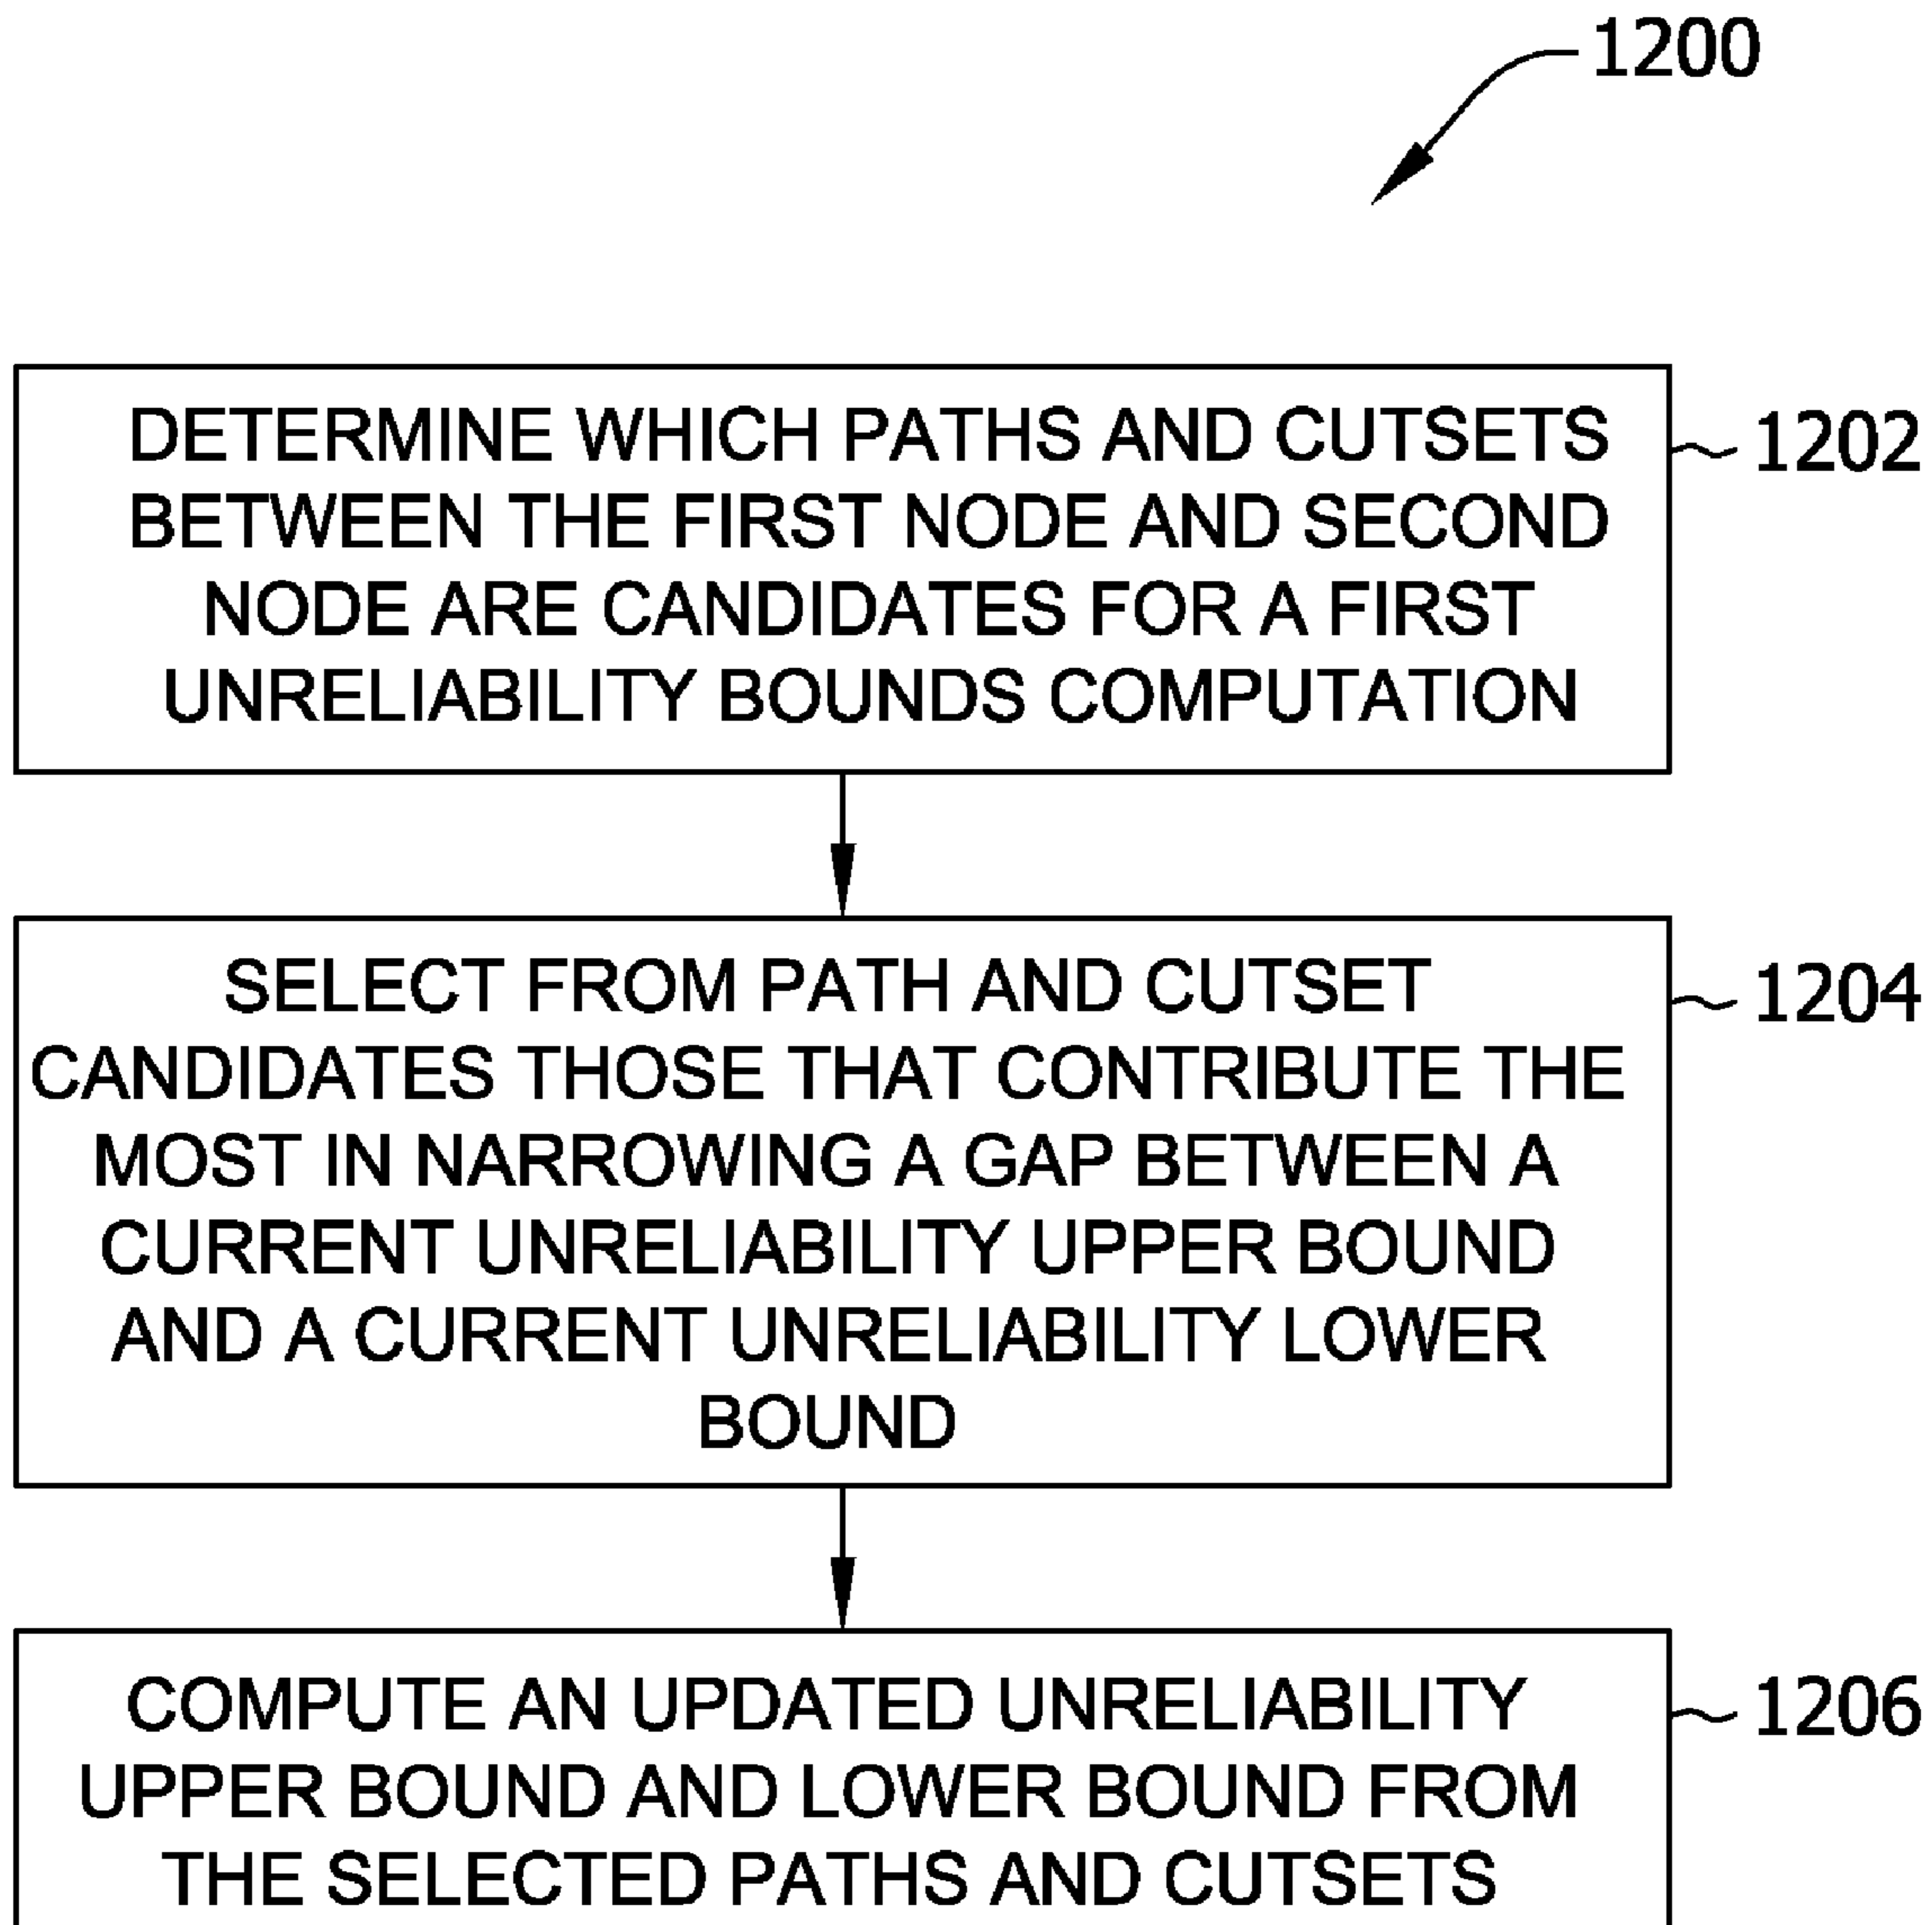 1200
DETERMINE WHICH PATHS AND CUTSETS
BETWEEN THE FIRST NODE AND SECOND
NODE ARE CANDIDATES FOR A FIRST
UNRELIABILITY BOUNDS COMPUTATION
1202
SELECT FROM PATH AND CUTSET
CANDIDATES THOSE THAT CONTRIBUTE THE
MOST IN NARROWING A GAP BETWEEN A
CURRENT UNRELIABILITY UPPER BOUND
AND A CURRENT UNRELIABILITY LOWER
BOUND
1204
COMPUTE AN UPDATED UNRELIABILITY
UPPER BOUND AND LOWER BOUND FROM
THE SELECTED PATHS AND CUTSETS
1206